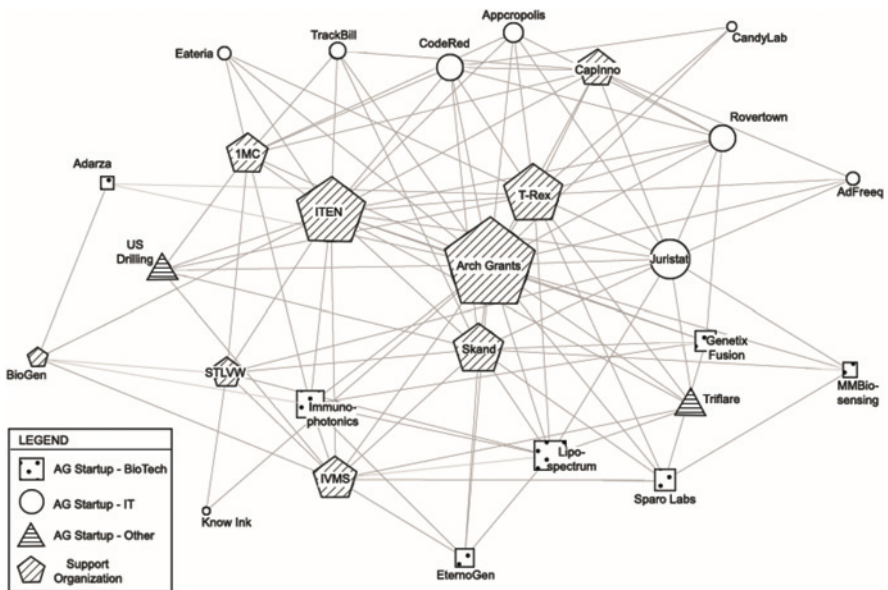 Appcropolis
TrackBill
CodeRed
CandyLab
Eateria
CapInno
Rovertown
1MC
Adarza
T-Rex
AdFreeq
ITEN
US
Drilling
Arch Grants
Juristat
Skand
Genetix
Fusion
BioGen
STLVW
MMBio-
sensing
Immuno-
photonics
Triflare
LEGEND
AG Startup - BioTech
AG Startup - IT
AG Startup - Other
Support
Organization
Lipo-
spectrum
IVMS
Sparo Labs
Know Ink
EternoGen